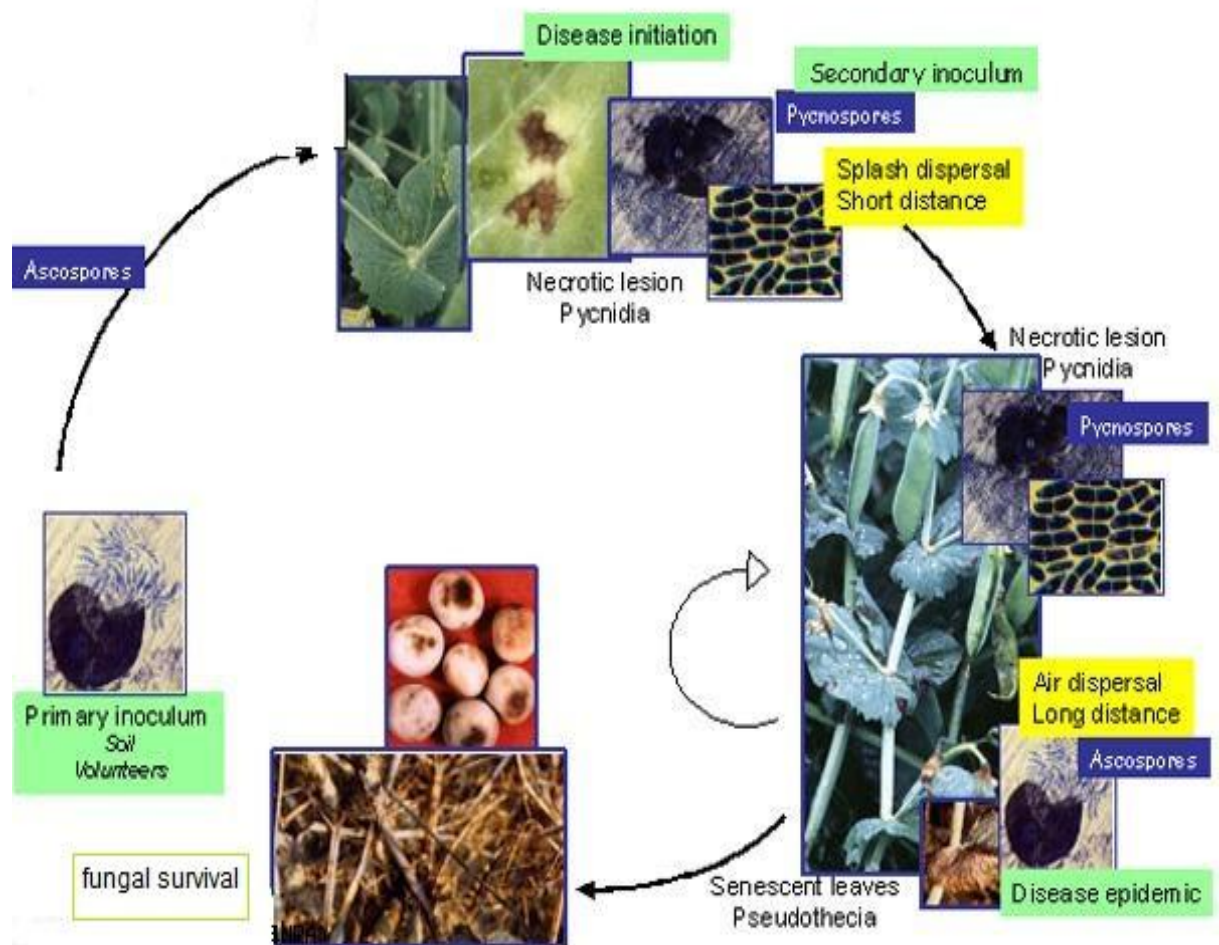 Disease initiation
Secondary inoculum
Pycnospores
Splash dispersal
Short distance
Ascospores
Necrotic lesion
Pycnidia
Necrotic lesion
Pycnidia
Pycnospores
Primary inoculum
Soil
Volunteers
Air dispersal
Long distance
Ascospores
fungal survival
Senescent leaves
Pseudothecia
Disease epidemic